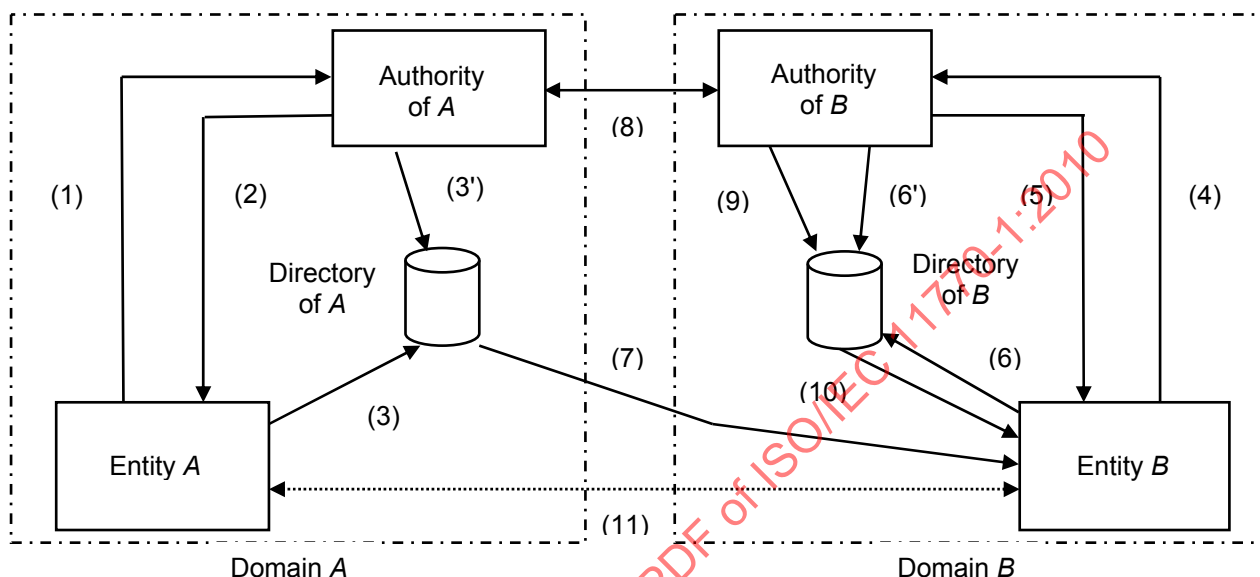 Authority
of A
Authority
of B
(8)
(1)
(2)
(3')
(9)
(6')
(5)
(4)
Directory
of A
Directory
of B
(7)
(6)
(10)
(3)
Entity A
Entity B
(11)
Domain A
Domain B
PDF of ISO/IEC 11770-1:2010